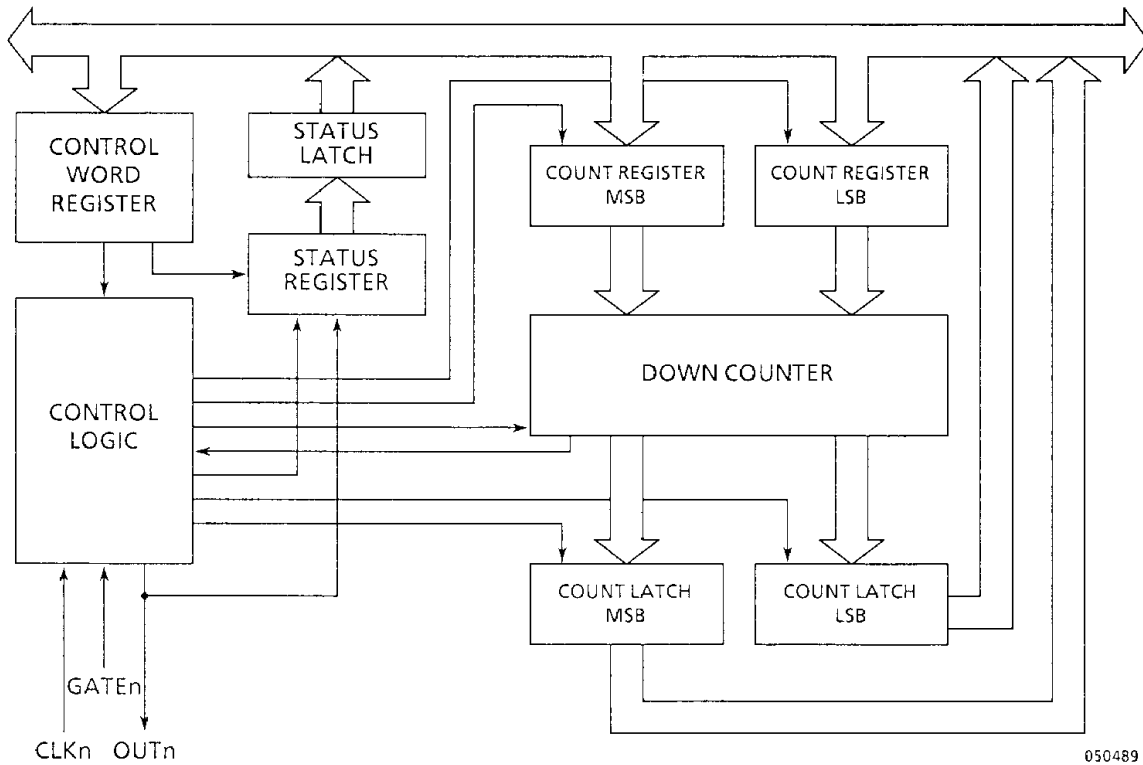 CONTROL
WORD
REGISTER
STATUS
LATCH
COUNT REGISTER
MSB
COUNT REGISTER
LSB
STATUS
REGISTER
CONTROL
LOGIC
DOWN COUNTER
COUNT LATCH
MSB
COUNT LATCH
LSB
GATEn
CLKn
OUTn
050489